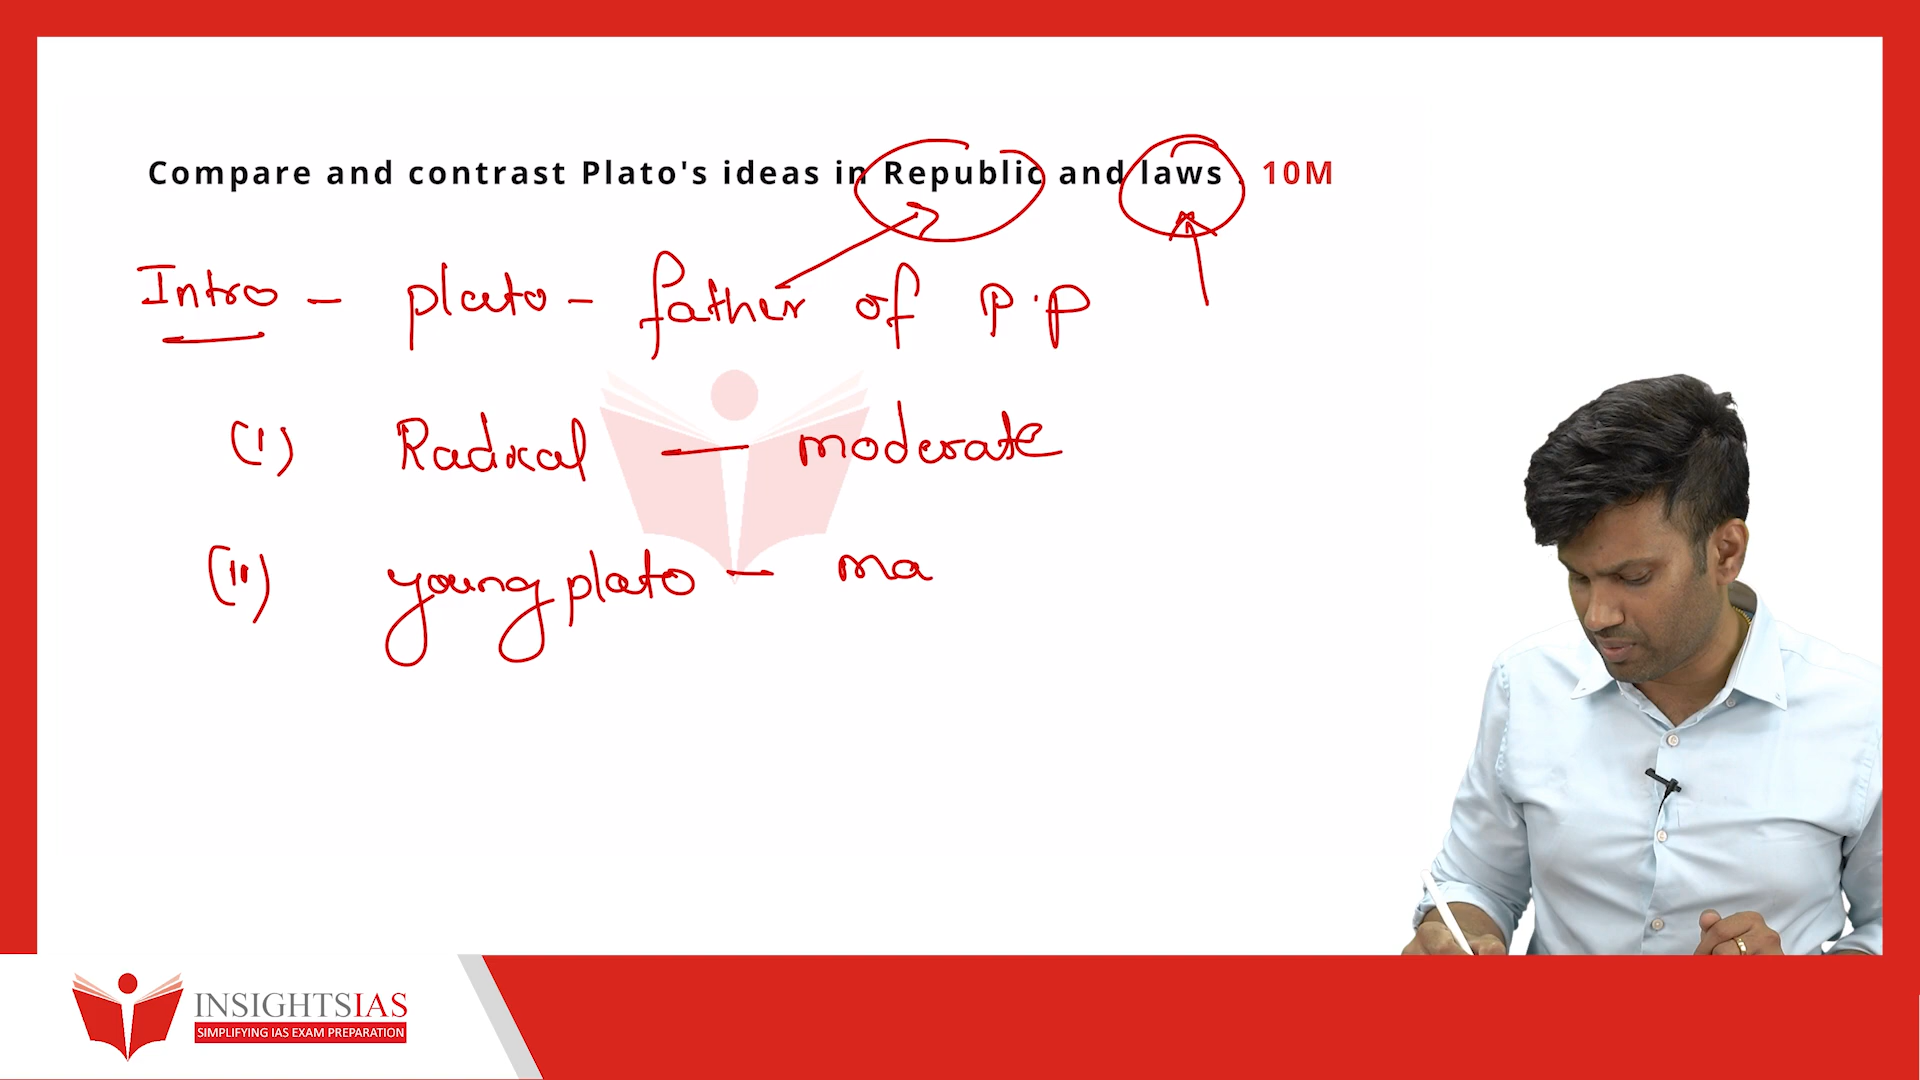 Compare and contrast Plato's ideas in Republic and laws . 10M
Intro - plato - father of p.p
(i) Radical — moderate
(ii) young plato - ma
INSIGHTSIAS
SIMPLIFYING IAS EXAM PREPARATION